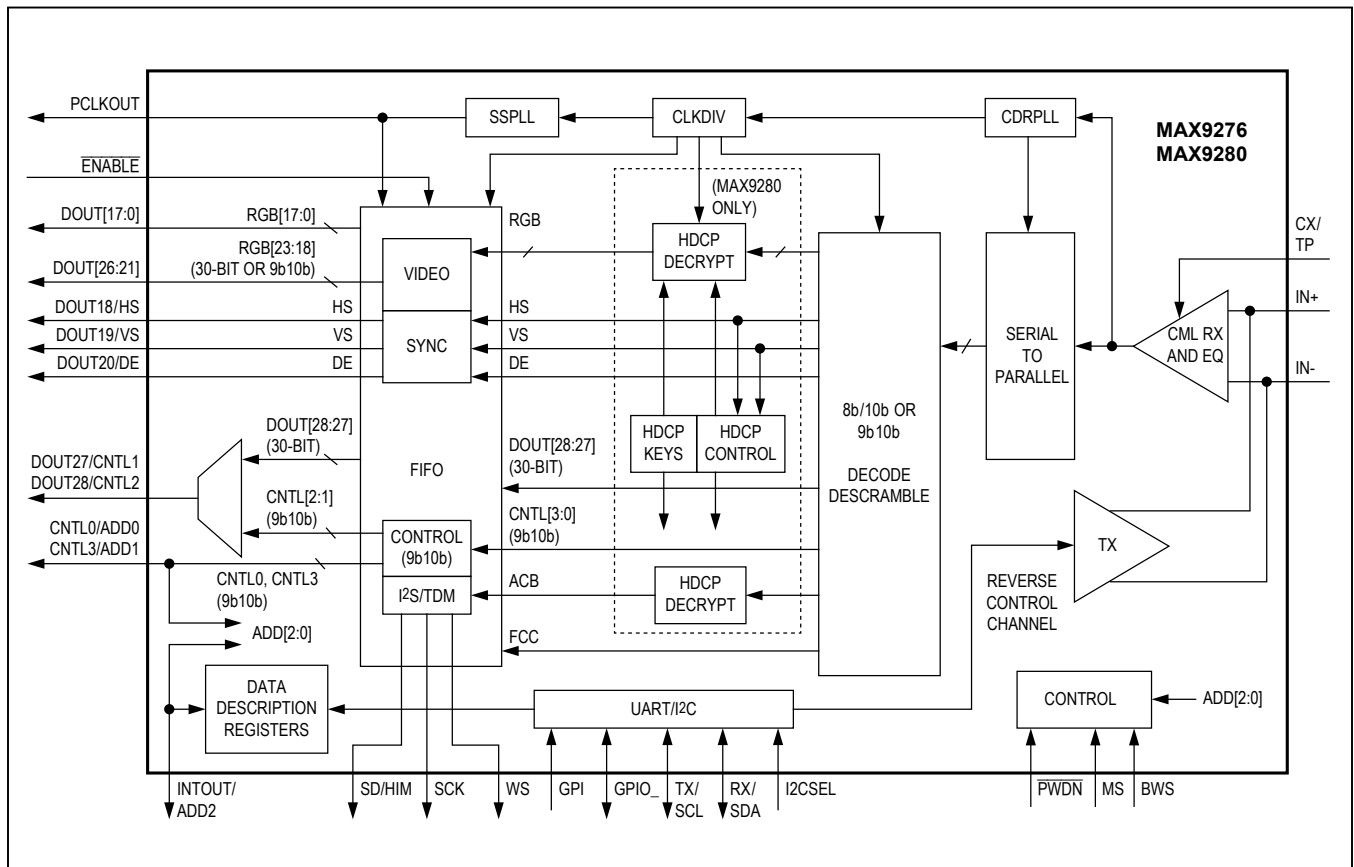 MAX9276
MAX9280
PCLKOUT
SSPLL
CLKDIV
CDRPLL
ENABLE
DOUT[17:0]
RGB[17:0]
RGB
(MAX9280
ONLY)
HDCP
DECRYPT
CX/
TP
RGB[23:18]
(30-BIT OR 9b10b)
DOUT[26:21]
VIDEO
IN+
DOUT18/HS
HS
HS
DOUT19/VS
VS
SYNC
VS
DOUT20/DE
DE
DE
SERIAL
TO
PARALLEL
CML RX
AND EQ
IN-
8b/10b OR
9b10b
DECODE
DESCRAMBLE
DOUT[28:27]
(30-BIT)
FIFO
DOUT[28:27]
(30-BIT)
HDCP
KEYS
HDCP
CONTROL
DOUT27/CNTL1
DOUT28/CNTL2
CNTL[2:1]
(9b10b)
CNTL[3:0]
(9b10b)
CNTL0/ADD0
CNTL3/ADD1
CONTROL
(9b10b)
TX
CNTL0, CNTL3
(9b10b)
I2S/TDM
ACB
HDCP
DECRYPT
REVERSE
CONTROL
CHANNEL
ADD[2:0]
FCC
DATA
DESCRIPTION
REGISTERS
UART/I2C
CONTROL
ADD[2:0]
INTOUT/
ADD2
SD/HIM
SCK
WS
GPI
GPIO_
TX/
SCL
RX/
SDA
I2CSEL
PWDN
MS
BWS